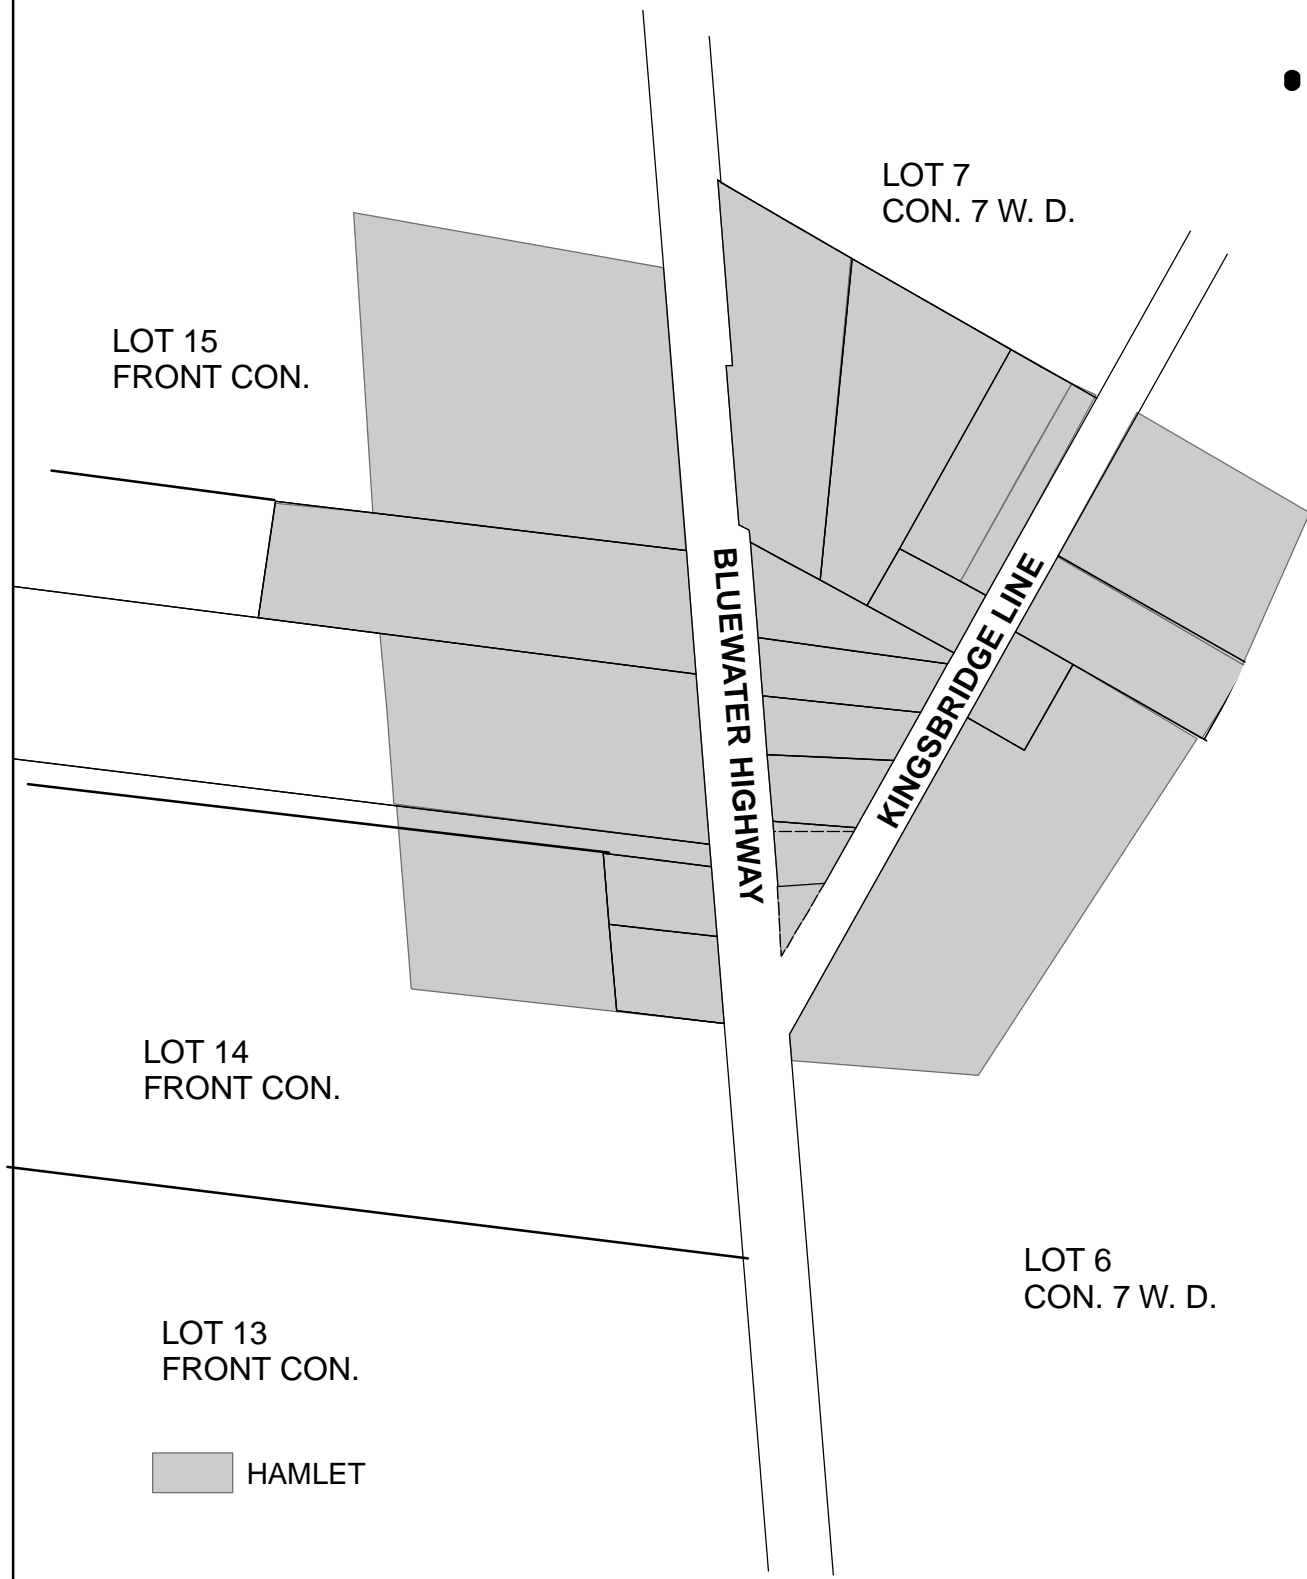 LOT 7
CON. 7 W. D.
LOT 15
FRONT CON.
BLUEWATER HIGHWAY
KINGSBRIDGE LINE
LOT 14
FRONT CON.
LOT 6
CON. 7 W. D.
LOT 13
FRONT CON.
HAMLET